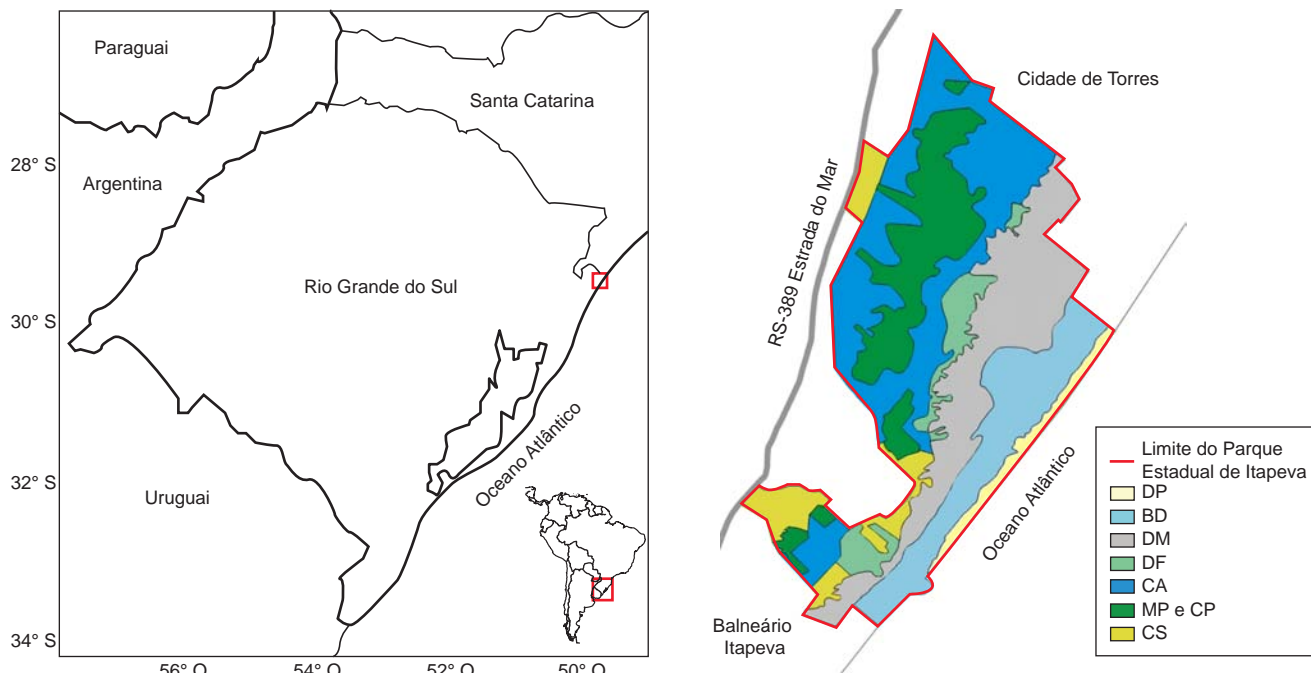 Paraguai
Santa Catarina
28° S
Argentina
Rio Grande do Sul
30° S
Oceano Atlântico
32° S
Uruguai
34° S
56° O
54° O
52° O
50° O
Cidade de Torres
RS-389 Estrada do Mar
Oceano Atlântico
Balneário
Itapeva
Limite do Parque
Estadual de Itapeva
DP
BD
DM
DF
CA
MP e CP
CS